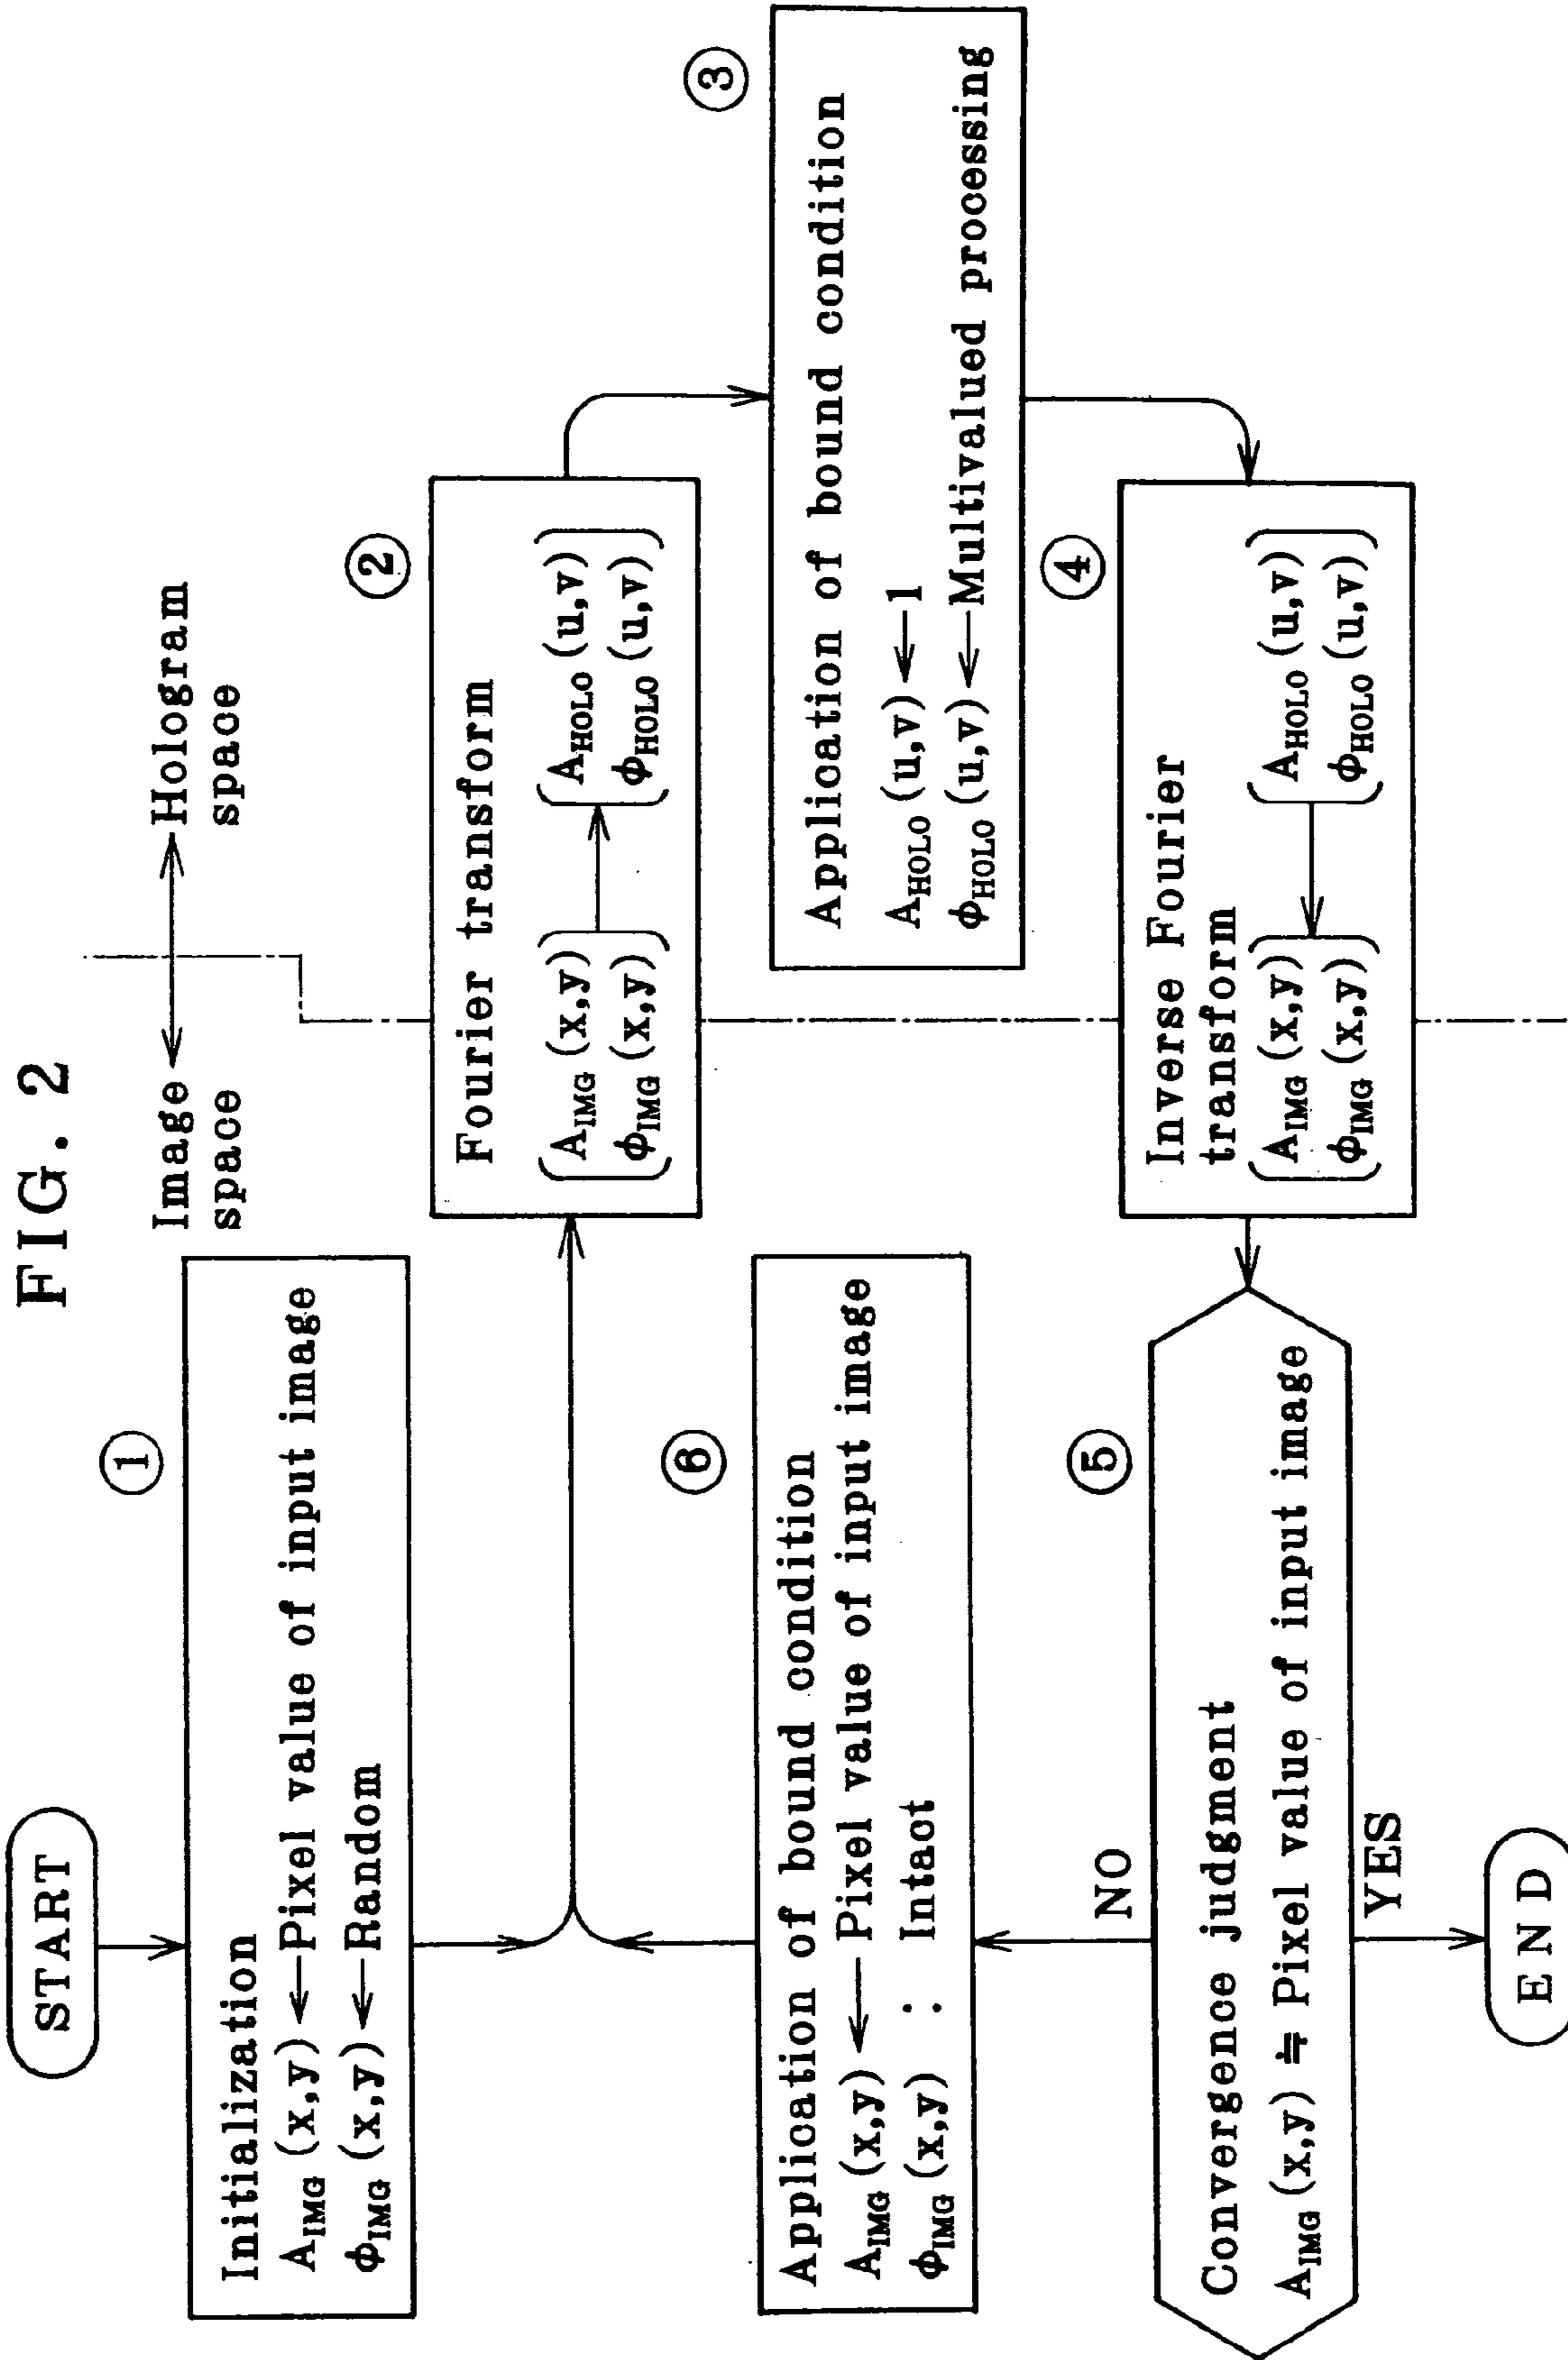 FIG. 2
Image space ←→ Hologram space
START
①
Initialization
A_IMG (x,y) ← Pixel value of input image
ϕ_IMG (x,y) ← Random
②
Fourier transform
(A_IMG (x,y)) → (A_HOLO (u,v))
(ϕ_IMG (x,y)) (ϕ_HOLO (u,v))
③
Application of bound condition
A_HOLO (u,v) ← 1
ϕ_HOLO (u,v) ← Multivalued processing
④
Inverse Fourier
transform
(A_IMG (x,y)) ← (A_HOLO (u,v))
(ϕ_IMG (x,y)) (ϕ_HOLO (u,v))
⑤
Convergence judgment
A_IMG (x,y) ≒ Pixel value of input image
NO
YES
⑥
Application of bound condition
A_IMG (x,y) ← Pixel value of input image
ϕ_IMG (x,y) : Intact
END